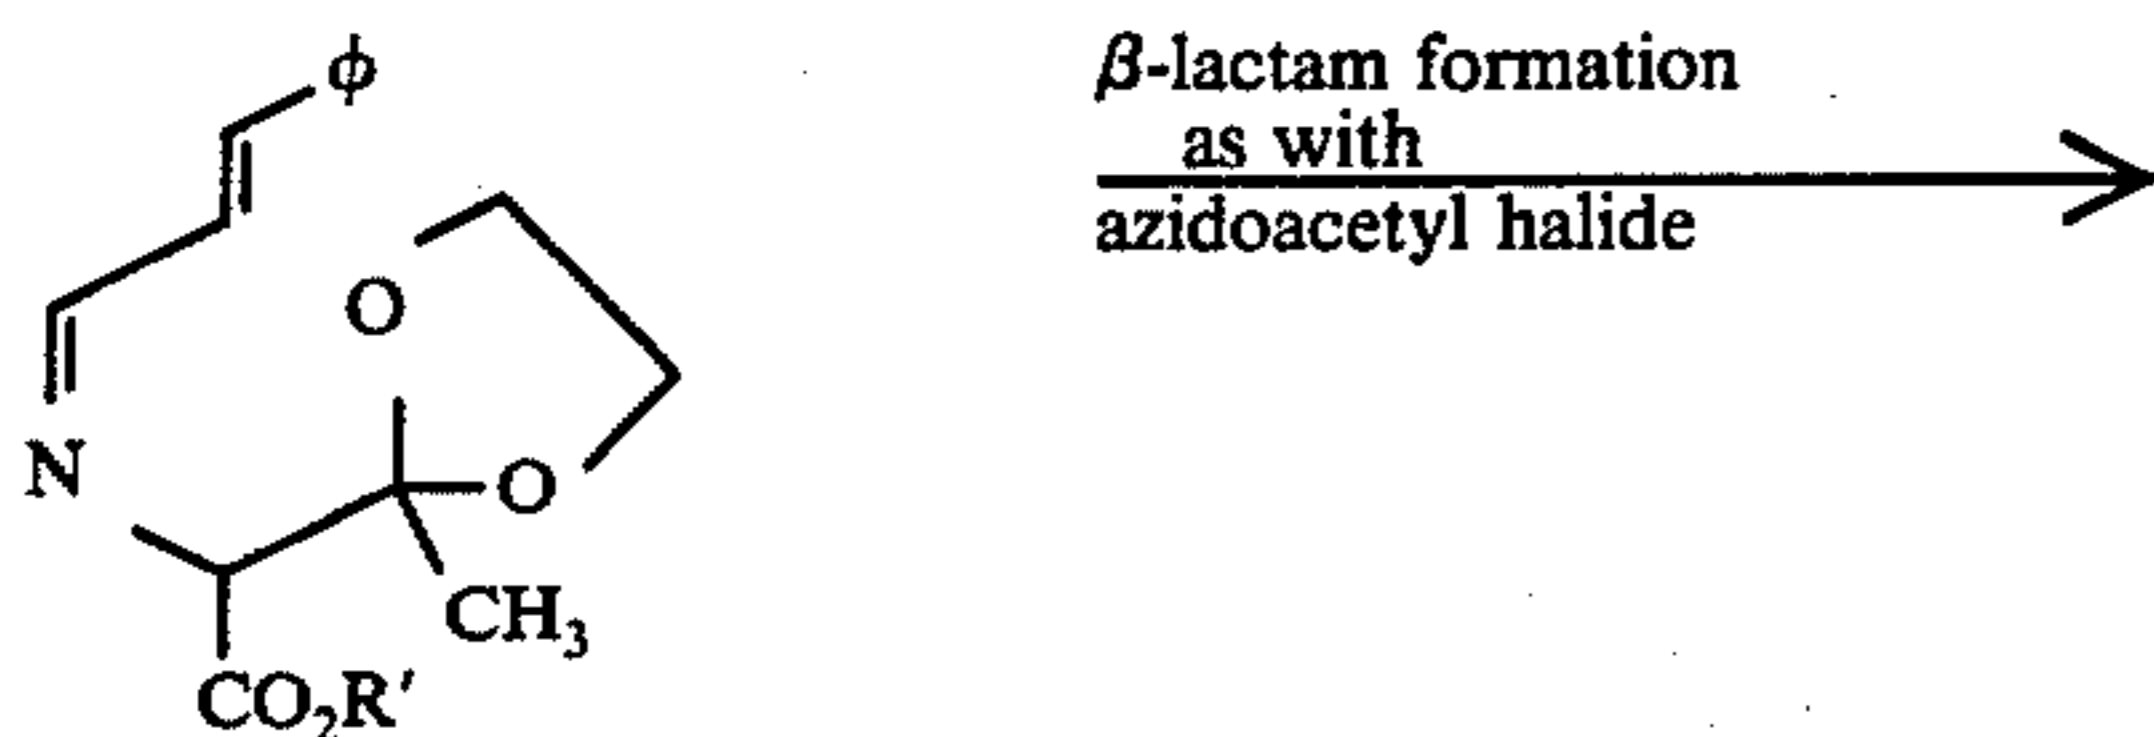 ϕ
O
N
O
CH₃
CO₂R′
β-lactam formation
as with
azidoacetyl halide